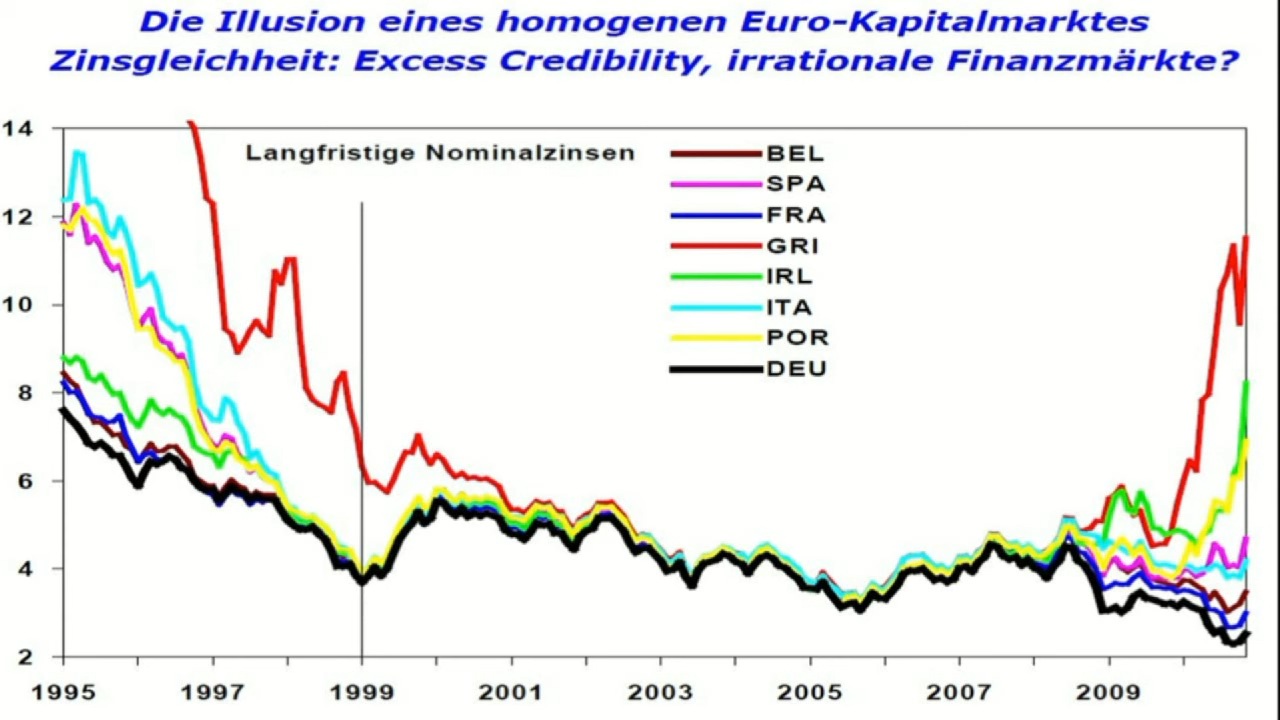 Die Illusion eines homogenen Euro-Kapitalmarktes
Zinsgleichheit: Excess Credibility, irrationale Finanzmärkte?
14
12
10
8
6
4
2
Langfristige Nominalzinsen
BEL
SPA
FRA
GRI
IRL
ITA
POR
DEU
1995
1997
1999
2001
2003
2005
2007
2009